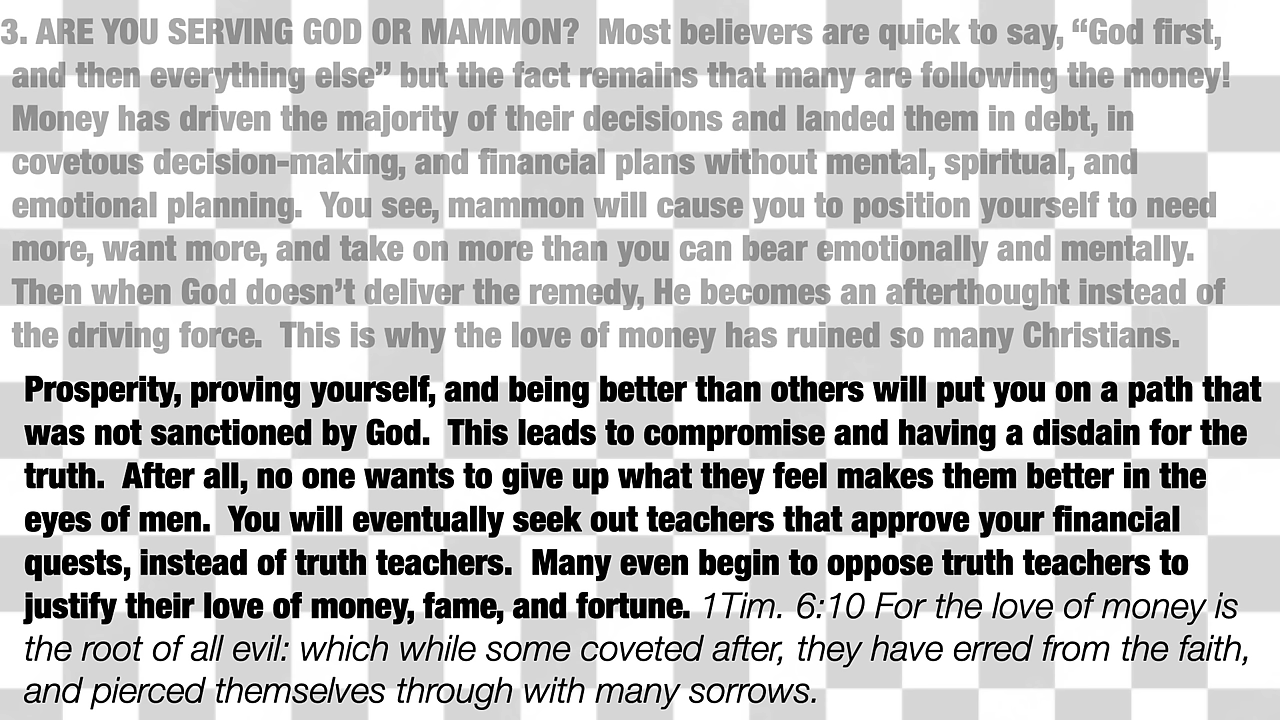 3. ARE YOU SERVING GOD OR MAMMON?  Most believers are quick to say, “God first,
and then everything else” but the fact remains that many are following the money!
Money has driven the majority of their decisions and landed them in debt, in
covetous decision-making, and financial plans without mental, spiritual, and
emotional planning.  You see, mammon will cause you to position yourself to need
more, want more, and take on more than you can bear emotionally and mentally.
Then when God doesn’t deliver the remedy, He becomes an afterthought instead of
the driving force.  This is why the love of money has ruined so many Christians.
Prosperity, proving yourself, and being better than others will put you on a path that
was not sanctioned by God.  This leads to compromise and having a disdain for the
truth.  After all, no one wants to give up what they feel makes them better in the
eyes of men.  You will eventually seek out teachers that approve your financial
quests, instead of truth teachers.  Many even begin to oppose truth teachers to
justify their love of money, fame, and fortune. 1Tim. 6:10 For the love of money is
the root of all evil: which while some coveted after, they have erred from the faith,
and pierced themselves through with many sorrows.